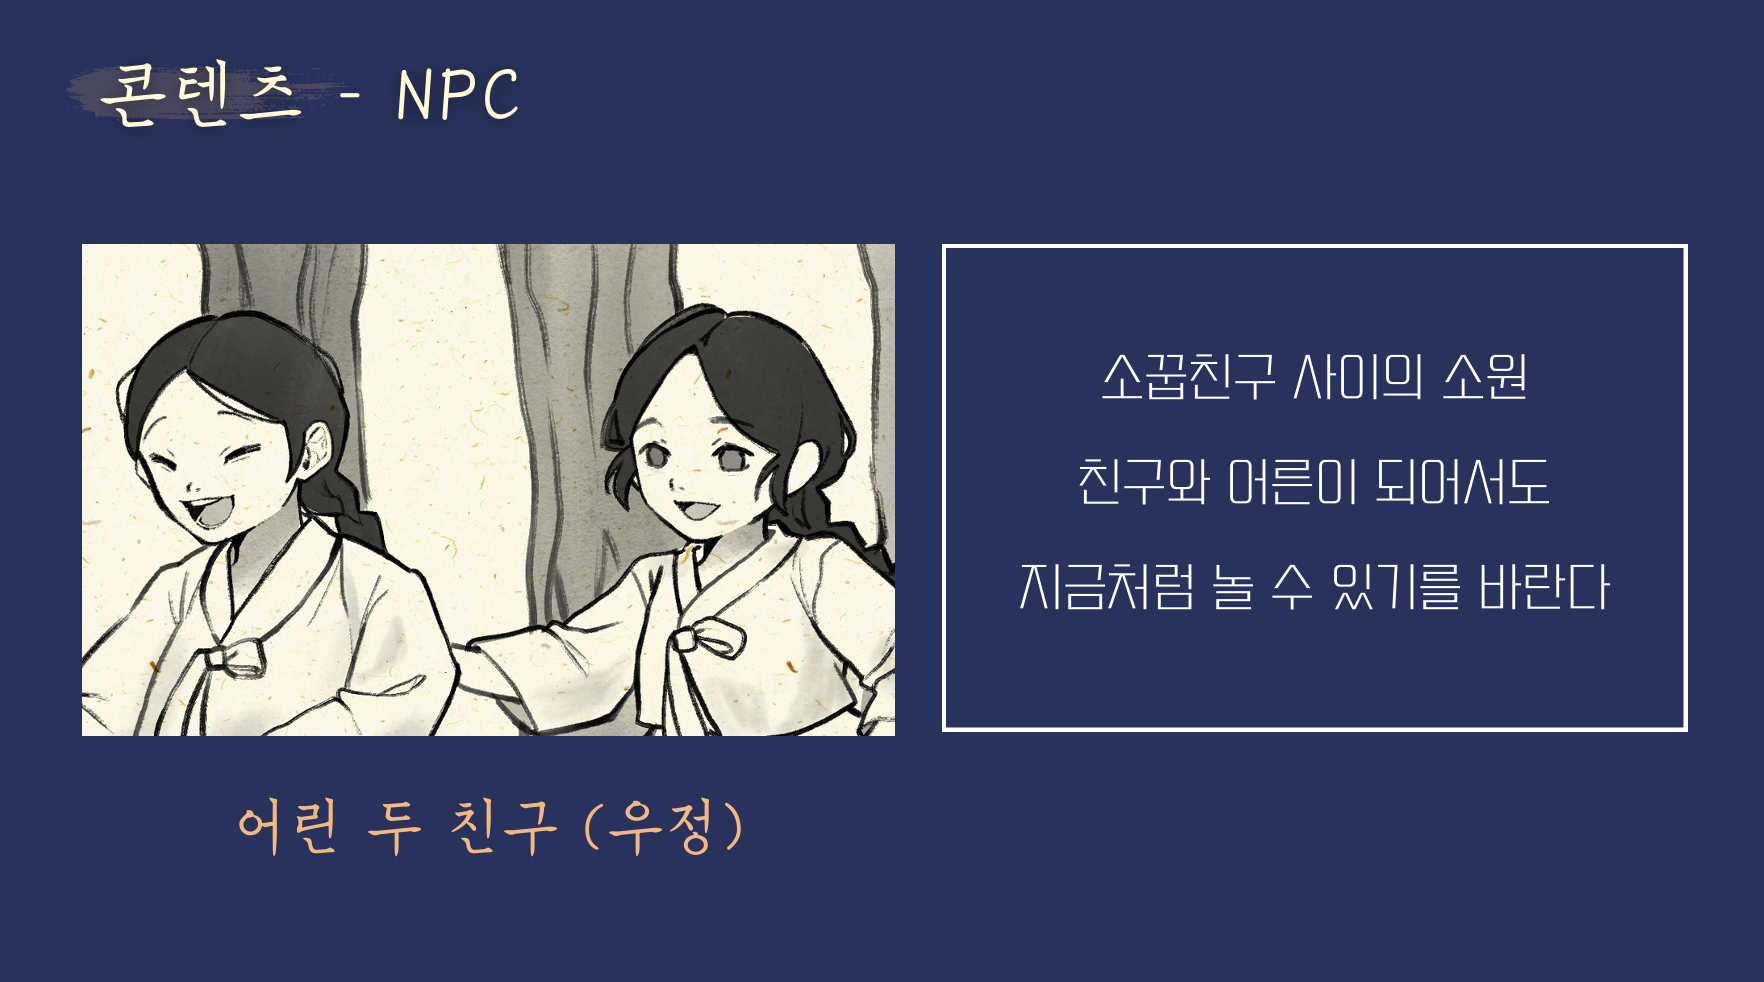 콘텐츠 - NPC
소꿉친구 사이의 소원
친구와 어른이 되어서도
지금처럼 놀 수 있기를 바란다
어린 두 친구 (우정)